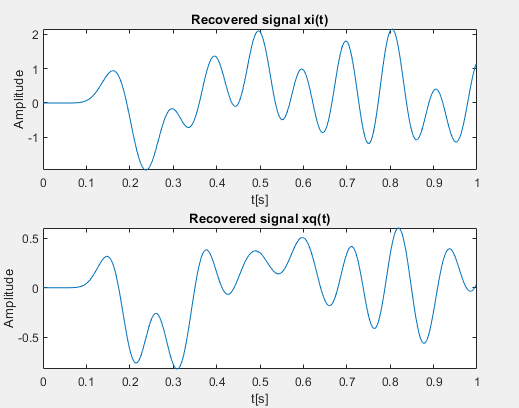 Recovered signal xi(t)
2
1
0
-1
Amplitude
0 0.1 0.2 0.3 0.4 0.5 0.6 0.7 0.8 0.9 1
t[s]
Recovered signal xq(t)
0.5
0
-0.5
Amplitude
0 0.1 0.2 0.3 0.4 0.5 0.6 0.7 0.8 0.9 1
t[s]